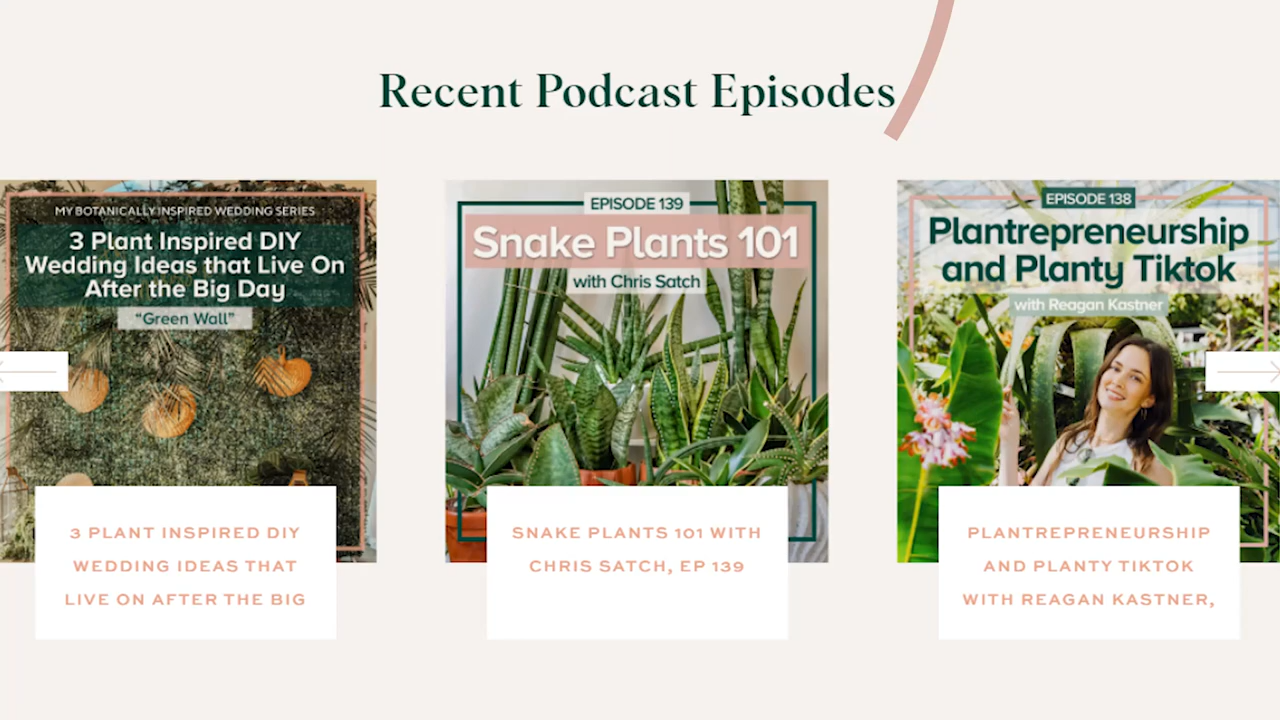 Recent Podcast Episodes
MY BOTANICALLY INSPIRED WEDDING SERIES
3 Plant Inspired DIY
Wedding Ideas that Live On
After the Big Day
"Green Wall"
3 PLANT INSPIRED DIY
WEDDING IDEAS THAT
LIVE ON AFTER THE BIG
EPISODE 139
Snake Plants 101
with Chris Satch
SNAKE PLANTS 101 WITH
CHRIS SATCH, EP 139
EPISODE 138
Plantrepreneurship
and Planty Tiktok
with Reagan Kastner
PLANTREPRENEURSHIP
AND PLANTY TIKTOK
WITH REAGAN KASTNER,